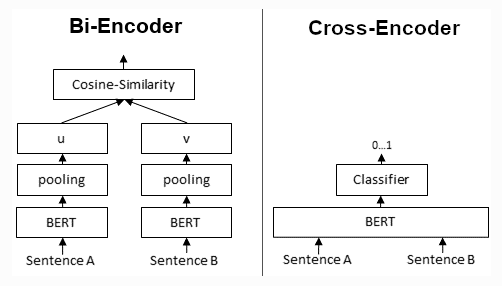 Bi-Encoder
Cosine-Similarity
u
v
pooling
pooling
BERT
BERT
Sentence A
Sentence B
Cross-Encoder
0...1
Classifier
BERT
Sentence A
Sentence B